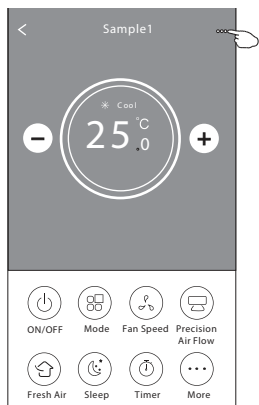 Sample1
Cool
25.0°C
ON/OFF Mode Fan Speed Precision Air Flow
Fresh Air Sleep Timer More